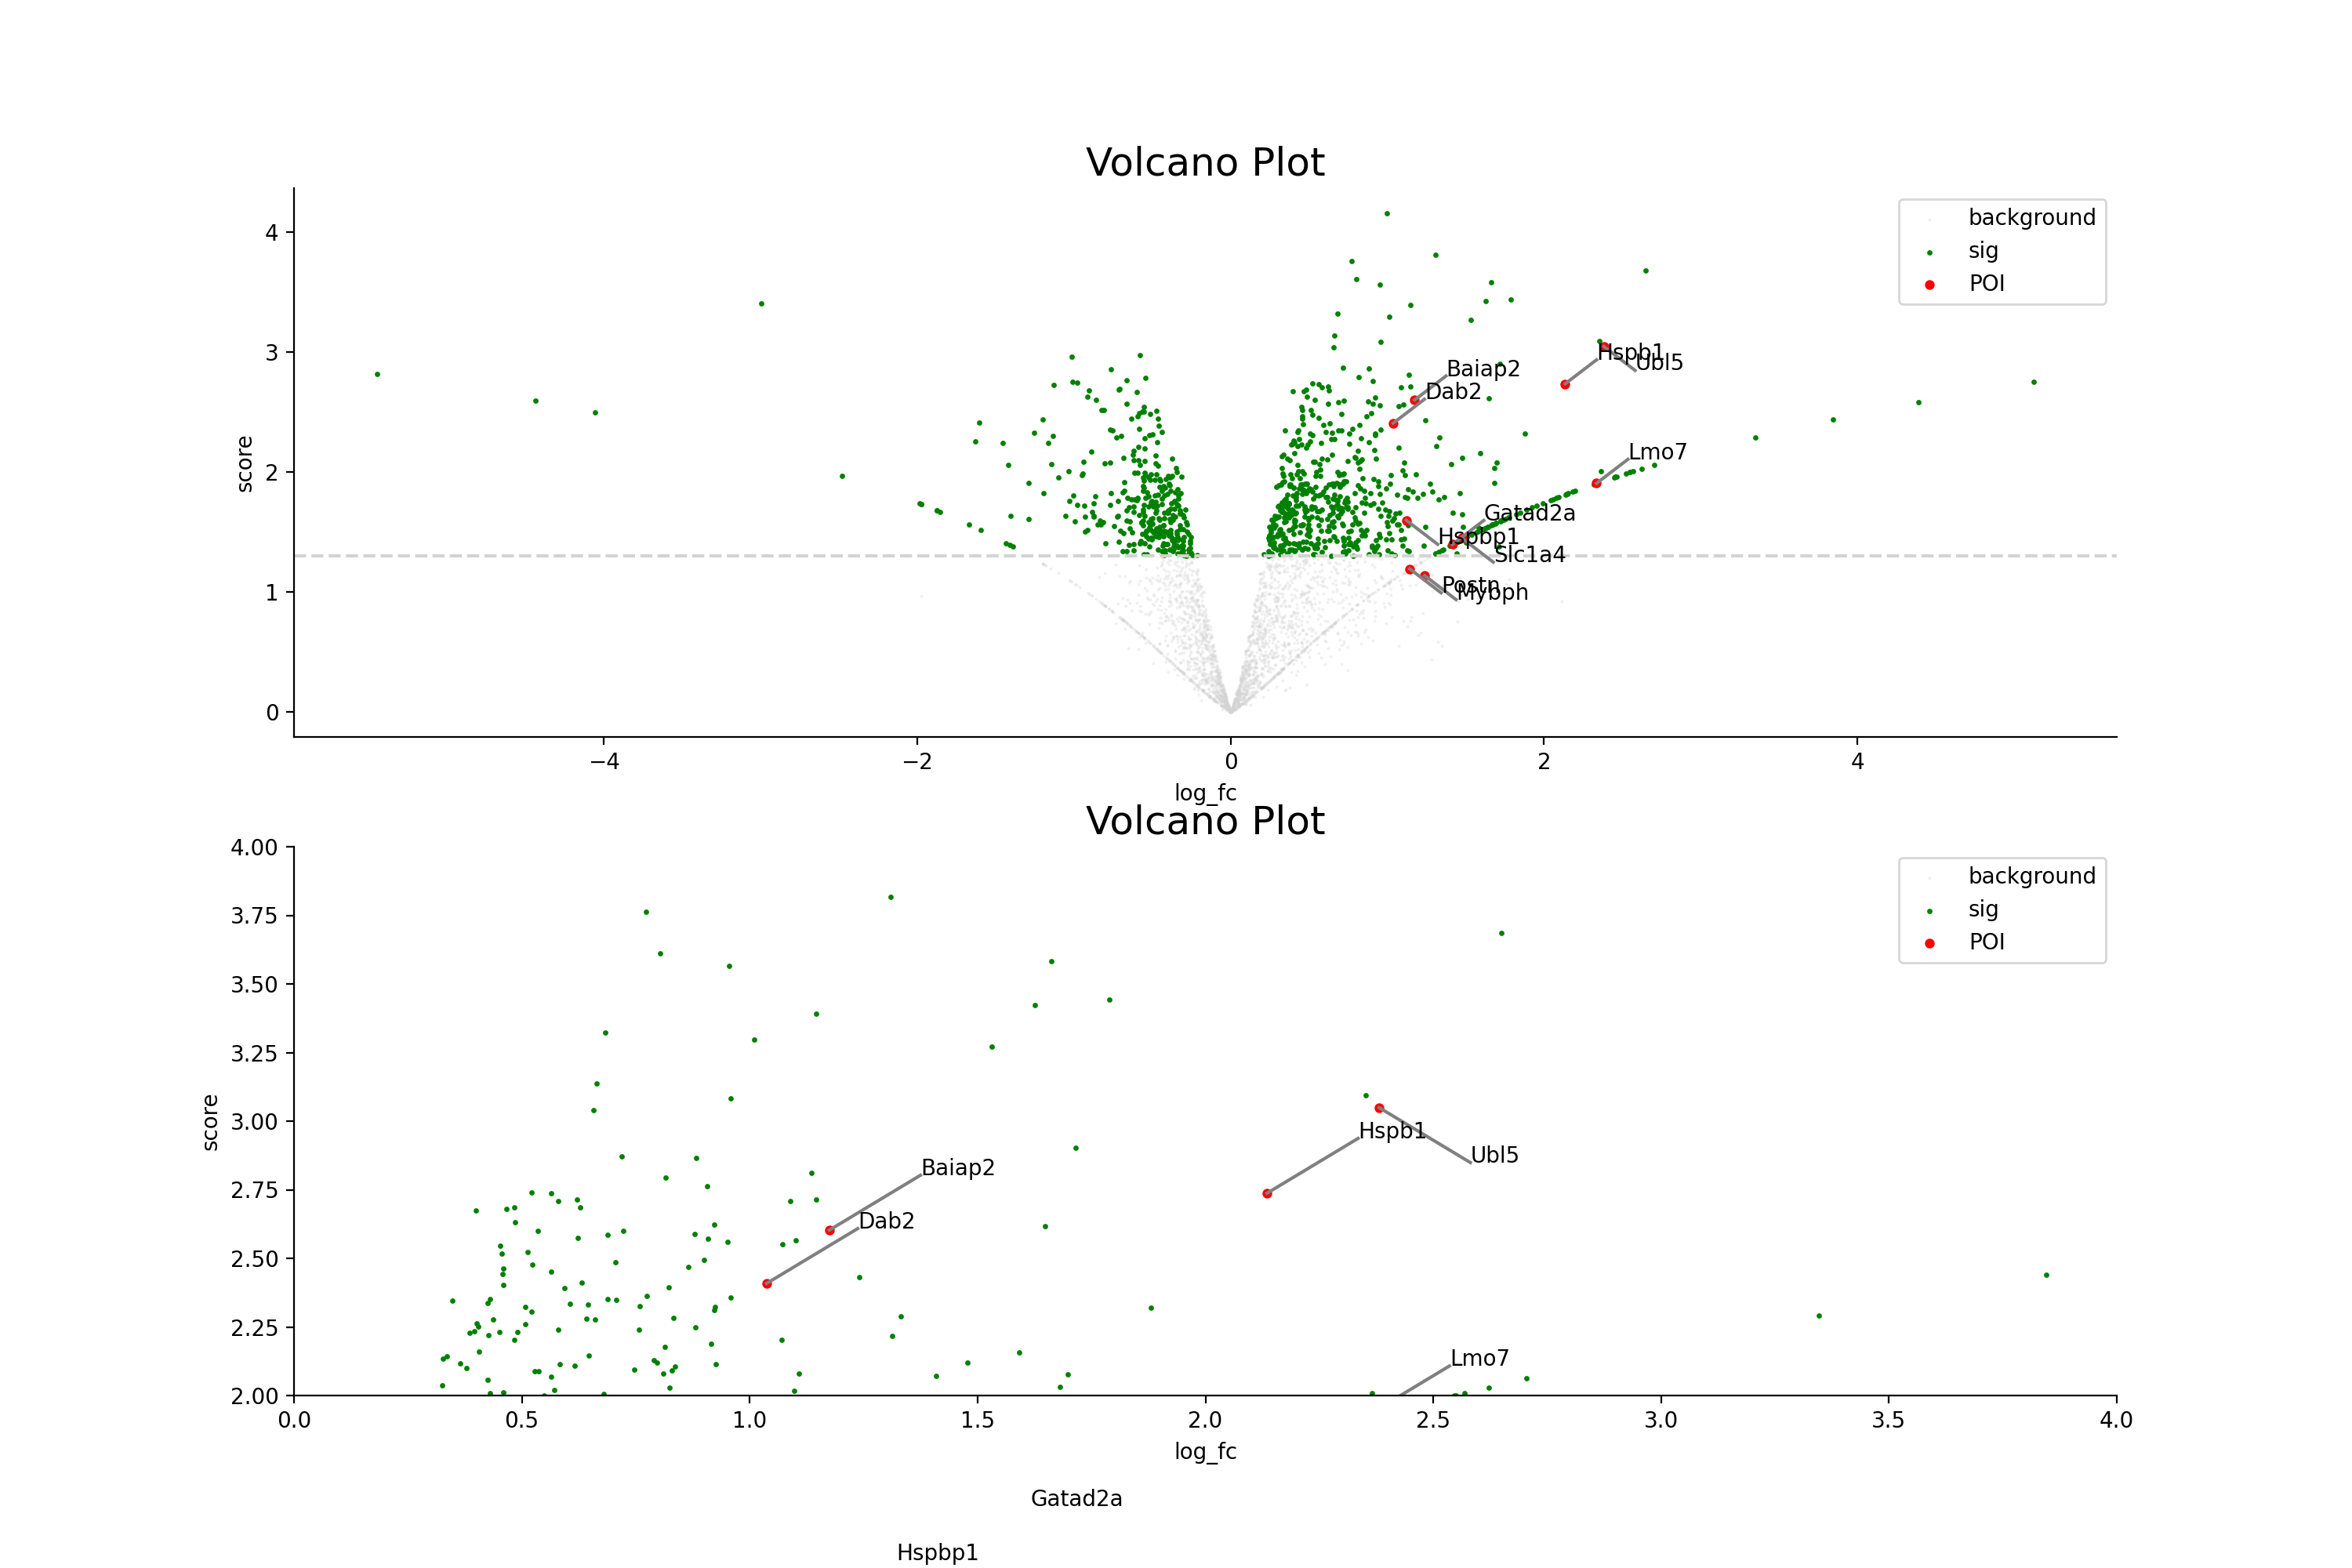 Volcano Plot
4
3
2
1
0
score
background
sig
POI
Hspb1
Ubl5
Baiap2
Dab2
Lmo7
Gatad2a
Hspbp1
Slc1a4
Postn
Mybph
−4
−2
0
2
4
log_fc
Volcano Plot
4.00
3.75
3.50
3.25
3.00
2.75
2.50
2.25
2.00
score
background
sig
POI
Hspb1
Ubl5
Baiap2
Dab2
Lmo7
0.0
0.5
1.0
1.5
2.0
2.5
3.0
3.5
4.0
log_fc
Gatad2a
Hspbp1